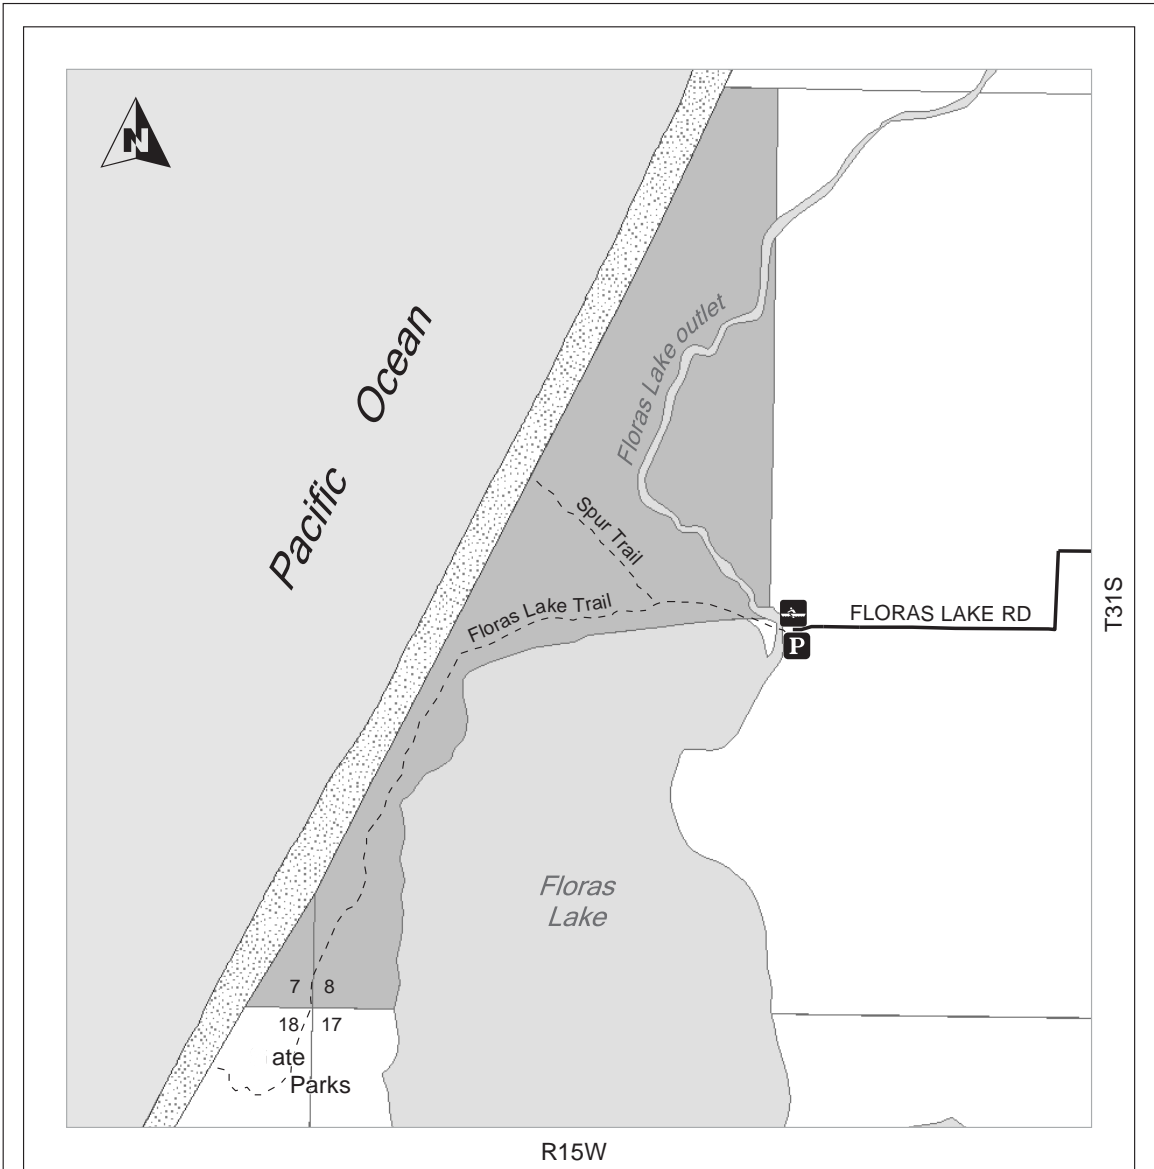 N
Pacific Ocean
Floras Lake outlet
Spur Trail
Floras Lake Trail
FLORAS LAKE RD
P
T31S
Floras
Lake
7 8
18 17
ate
Parks
R15W